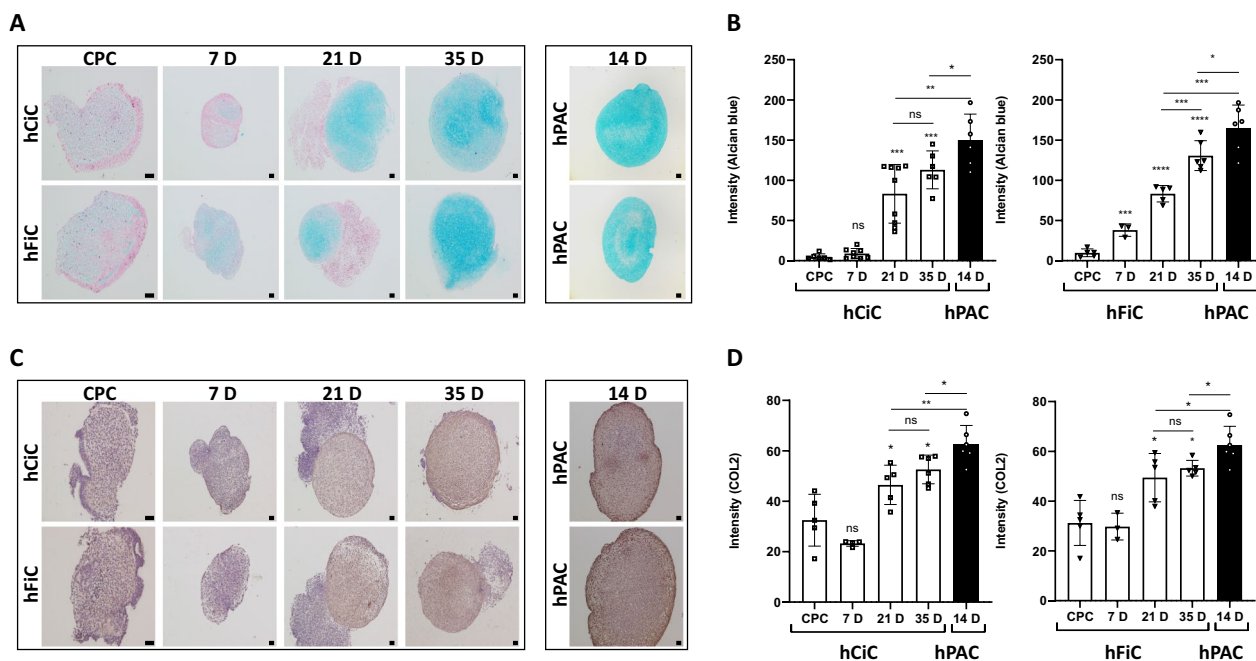 A
CPC 7 D 21 D 35 D 14 D
hCiC hPAC
hFiC hPAC
B
Intensity (Alcian blue)
250
200
150
100
50
0
ns
***
ns
***
**
*
CPC 7 D 21 D 35 D 14 D
hCiC hPAC
Intensity (Alcian blue)
250
200
150
100
50
0
***
****
***
****
***
*
CPC 7 D 21 D 35 D 14 D
hFiC hPAC
C
CPC 7 D 21 D 35 D 14 D
hCiC hPAC
hFiC hPAC
D
Intensity (COL2)
80
60
40
20
0
ns
*
ns
*
**
*
CPC 7 D 21 D 35 D 14 D
hCiC hPAC
Intensity (COL2)
80
60
40
20
0
ns
*
ns
*
*
*
CPC 7 D 21 D 35 D 14 D
hFiC hPAC